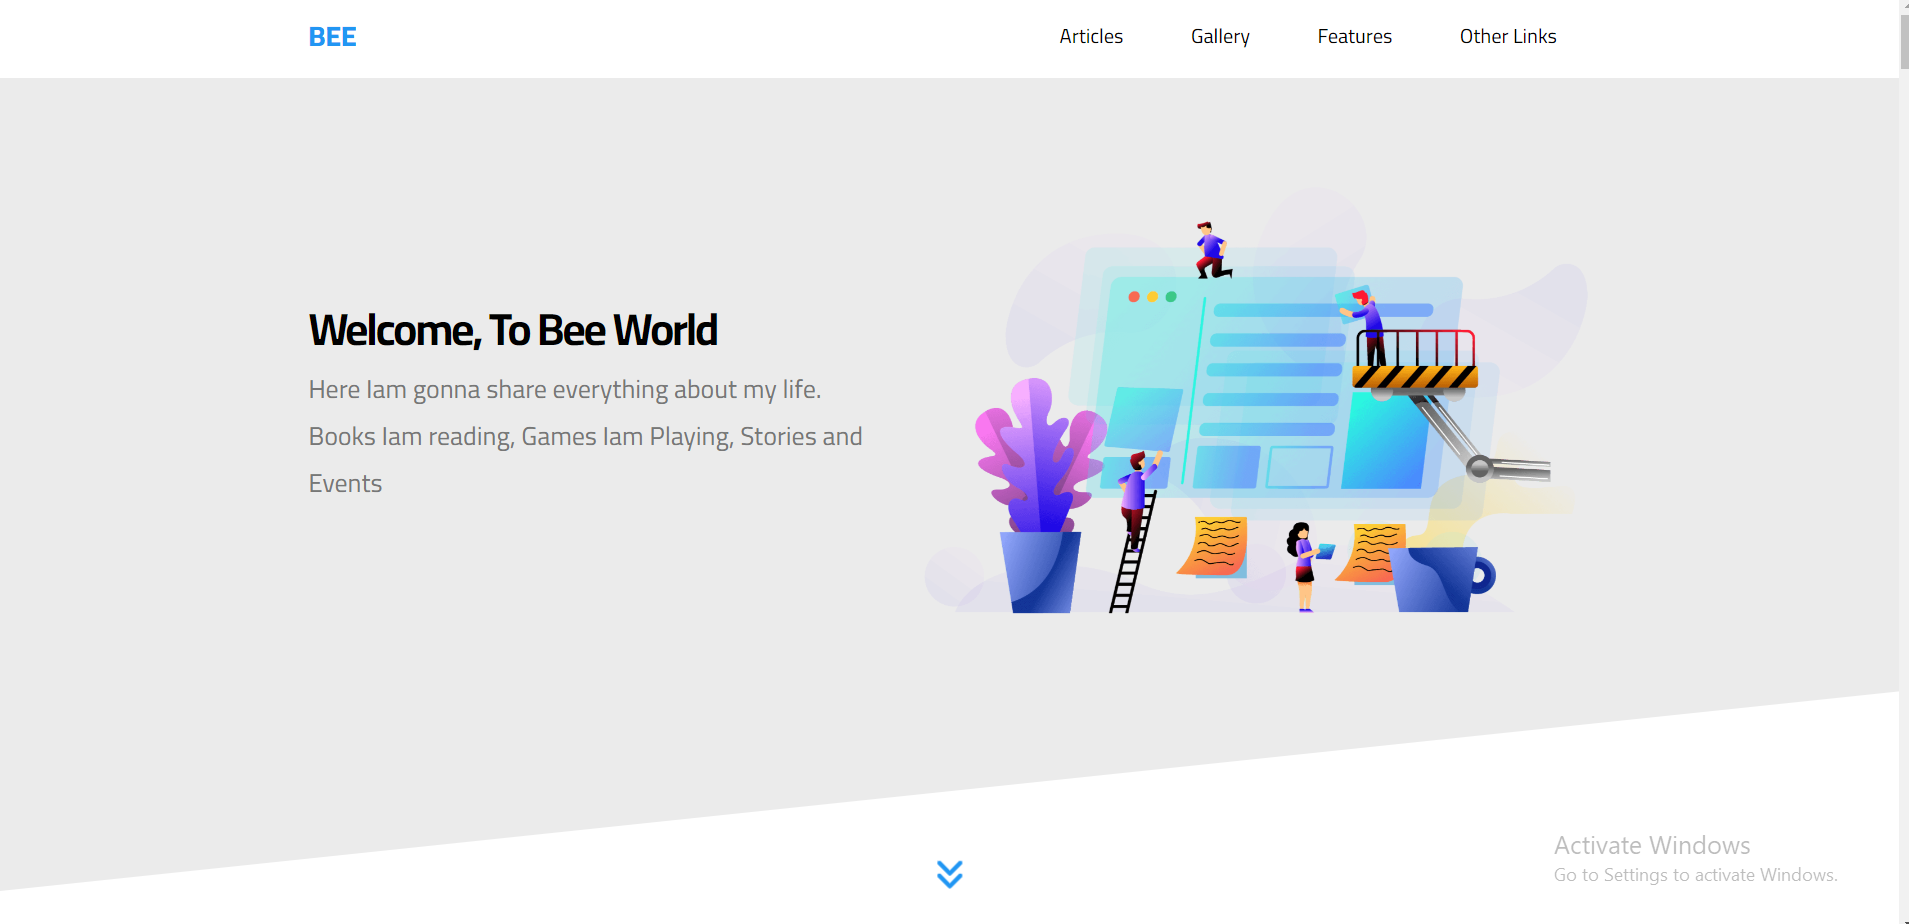 BEE
Articles
Gallery
Features
Other Links
Welcome, To Bee World
Here Iam gonna share everything about my life.
Books Iam reading, Games Iam Playing, Stories and
Events
Activate Windows
Go to Settings to activate Windows.